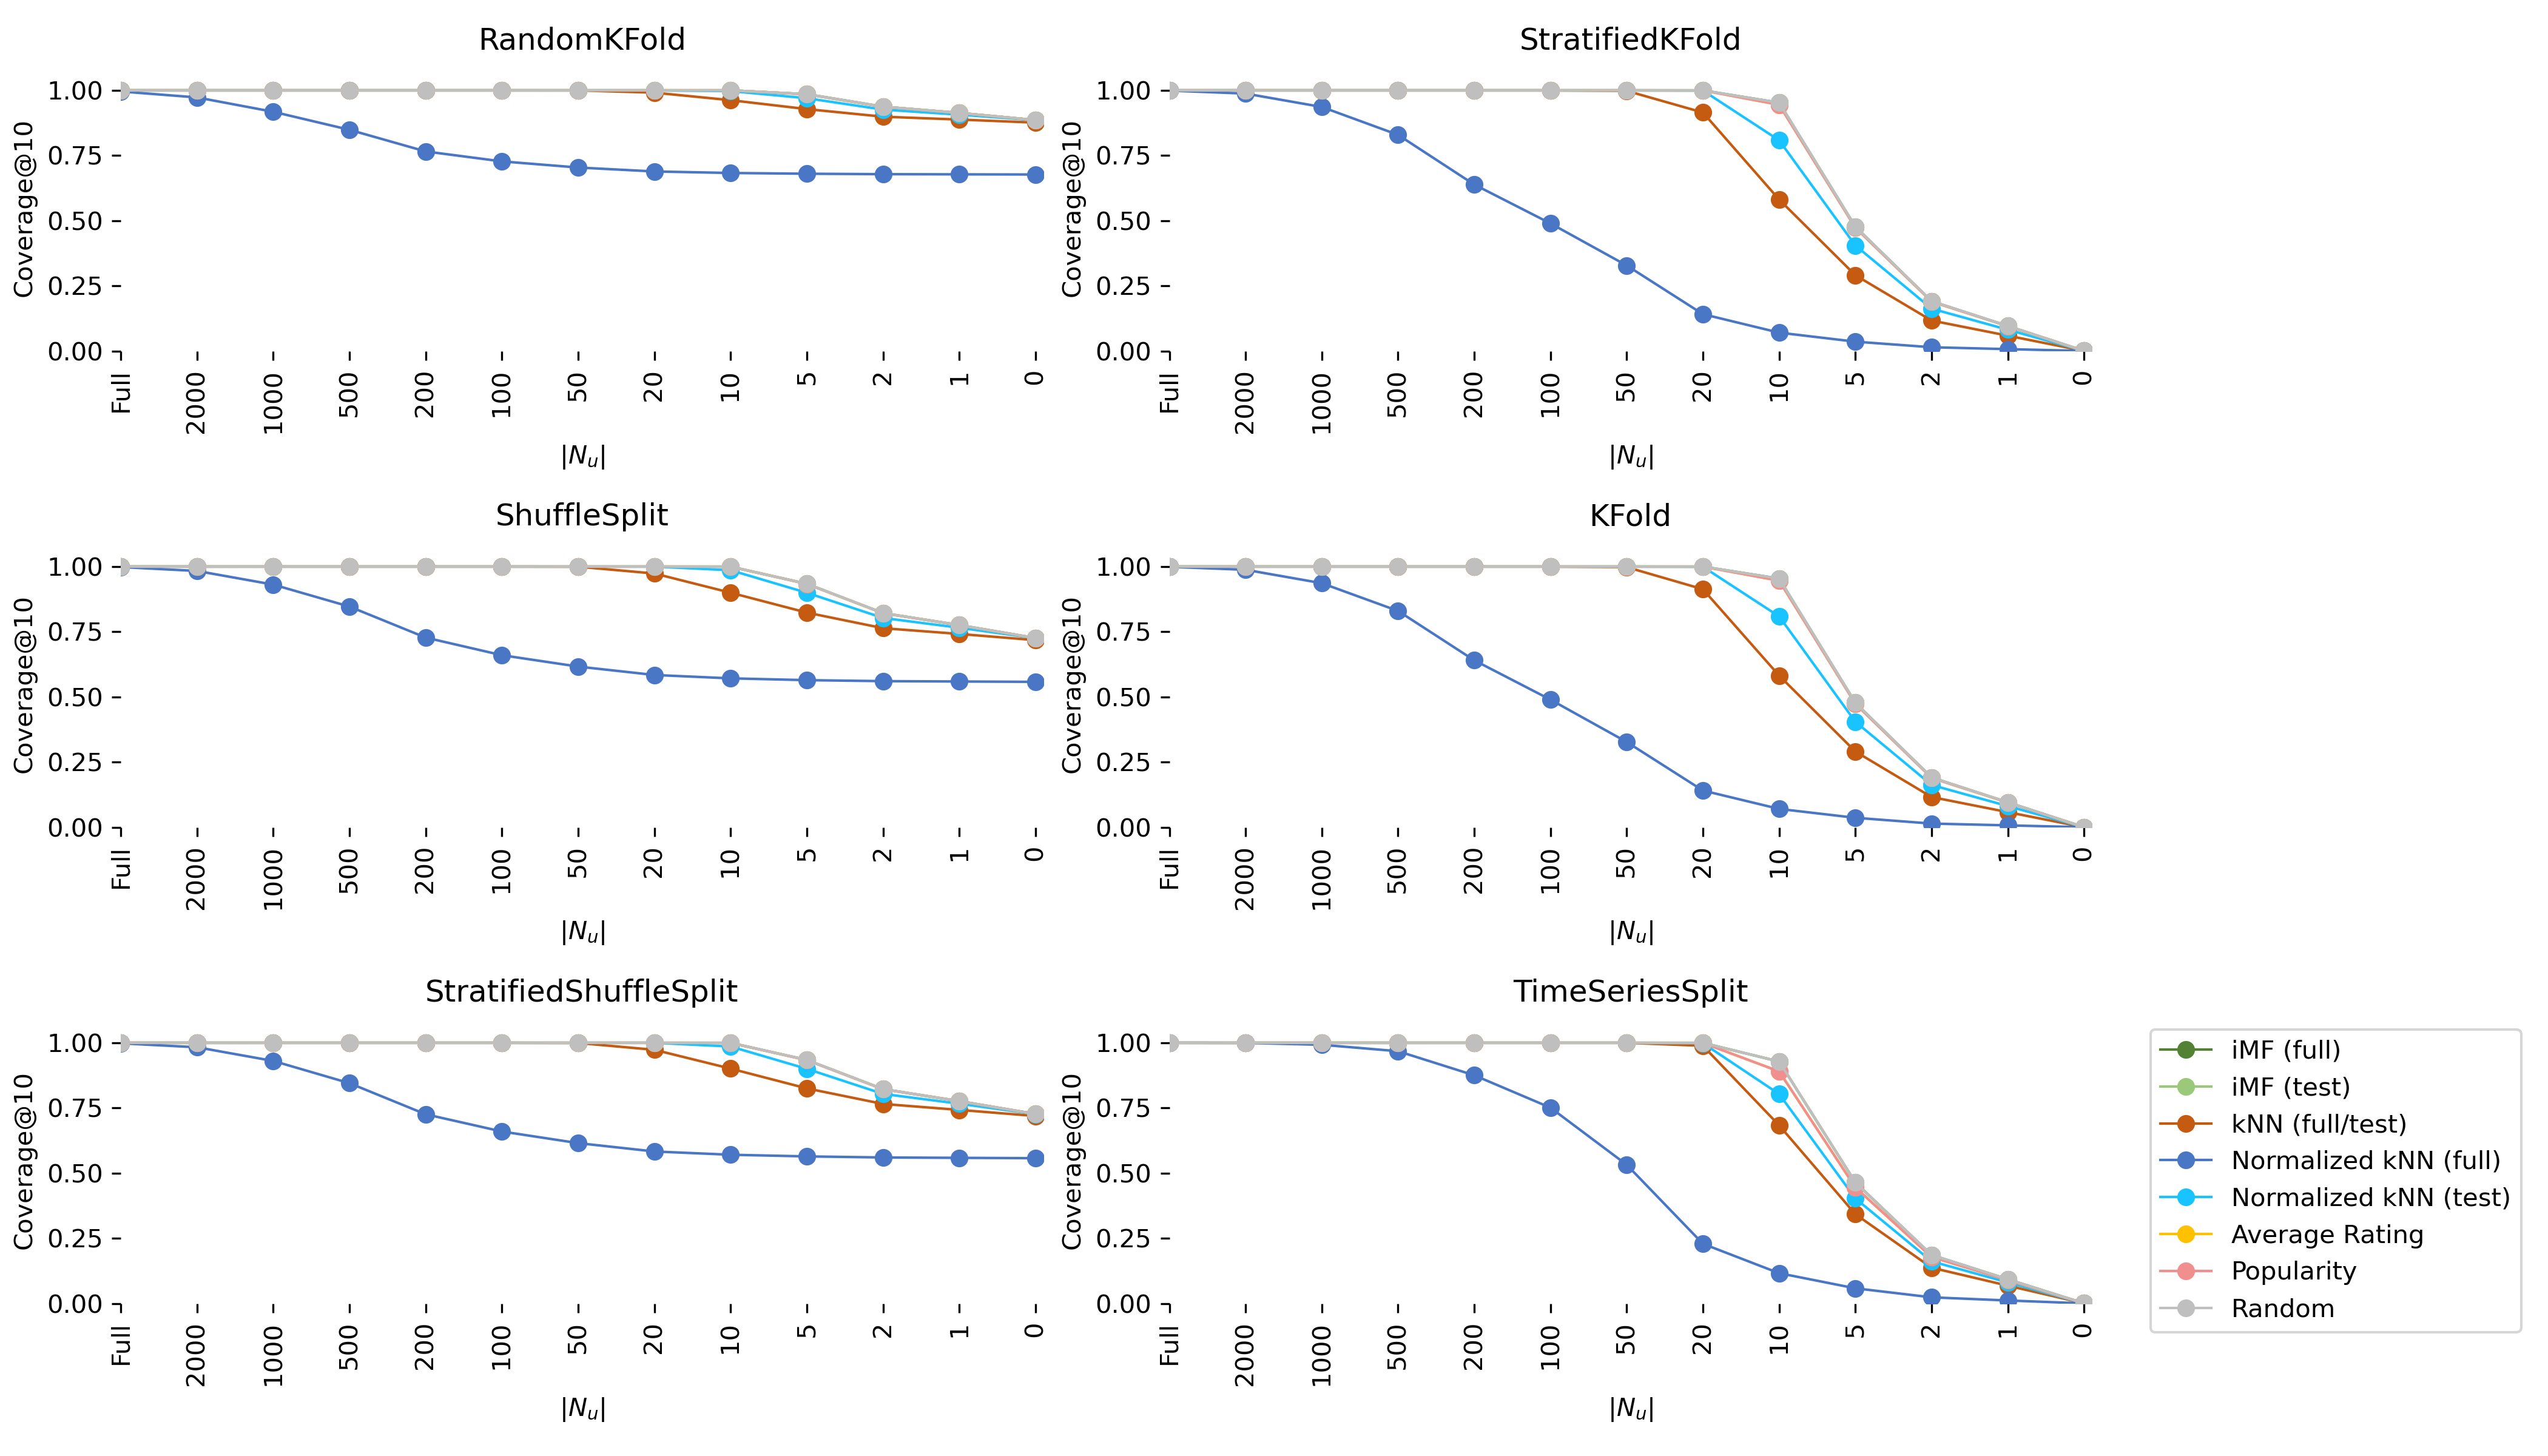 RandomKFold
1.00
0.75
0.50
0.25
0.00
Coverage@10
Full 2000 1000 500 200 100 50 20 10 5 2 1 0
|Nu|
StratifiedKFold
1.00
0.75
0.50
0.25
0.00
Coverage@10
Full 2000 1000 500 200 100 50 20 10 5 2 1 0
|Nu|
ShuffleSplit
1.00
0.75
0.50
0.25
0.00
Coverage@10
Full 2000 1000 500 200 100 50 20 10 5 2 1 0
|Nu|
KFold
1.00
0.75
0.50
0.25
0.00
Coverage@10
Full 2000 1000 500 200 100 50 20 10 5 2 1 0
|Nu|
StratifiedShuffleSplit
1.00
0.75
0.50
0.25
0.00
Coverage@10
Full 2000 1000 500 200 100 50 20 10 5 2 1 0
|Nu|
TimeSeriesSplit
1.00
0.75
0.50
0.25
0.00
Coverage@10
Full 2000 1000 500 200 100 50 20 10 5 2 1 0
|Nu|
iMF (full)
iMF (test)
kNN (full/test)
Normalized kNN (full)
Normalized kNN (test)
Average Rating
Popularity
Random